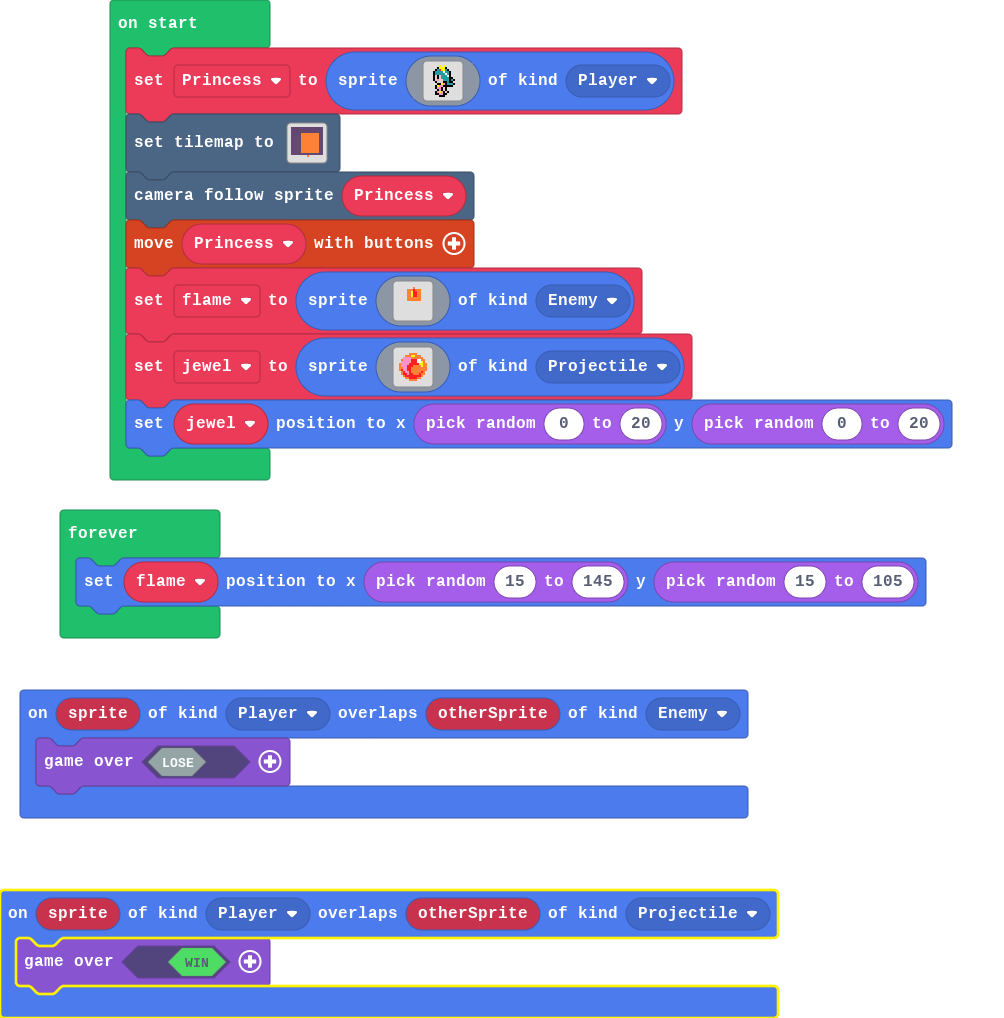 on start
set Princess to sprite of kind Player
set tilemap to
camera follow sprite Princess
move Princess with buttons
set flame to sprite of kind Enemy
set jewel to sprite of kind Projectile
set jewel position to x pick random 0 to 20 y pick random 0 to 20
forever
set flame position to x pick random 15 to 145 y pick random 15 to 105
on sprite of kind Player overlaps otherSprite of kind Enemy
game over LOSE
on sprite of kind Player overlaps otherSprite of kind Projectile
game over WIN